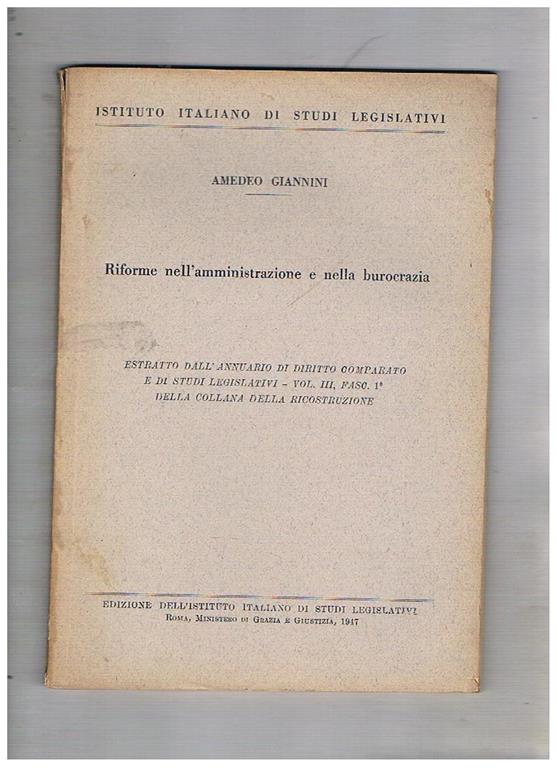 ISTITUTO ITALIANO DI STUDI LEGISLATIVI
AMEDEO GIANNINI
Riforme nell'amministrazione e nella burocrazia
ESTRATTO DALL'ANNUARIO DI DIRITTO COMPARATO
E DI STUDI LEGISLATIVI - VOL. III, FASC. 1°
DELLA COLLANA DELLA RICOSTRUZIONE
EDIZIONE DELL'ISTITUTO ITALIANO DI STUDI LEGISLATIVI
ROMA, MINISTERO DI GRAZIA E GIUSTIZIA, 1947